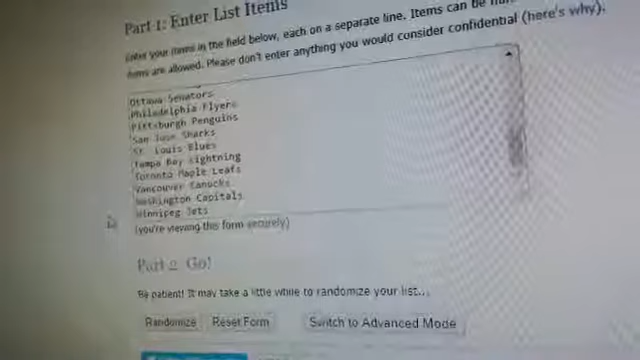 Part 1: Enter List Items
Enter your items in the field below, each on a separate line. Items can be
items are allowed. Please don't enter anything you would consider confidential (here's why).
Ottawa Senators
Philadelphia Flyers
Pittsburgh Penguins
San Jose Sharks
St. Louis Blues
Tampa Bay Lightning
Toronto Maple Leafs
Vancouver Canucks
Washington Capitals
Winnipeg Jets
(you're viewing this form securely)
Part 2: Go!
Be patient! It may take a little while to randomize your list...
Randomize Reset Form Switch to Advanced Mode